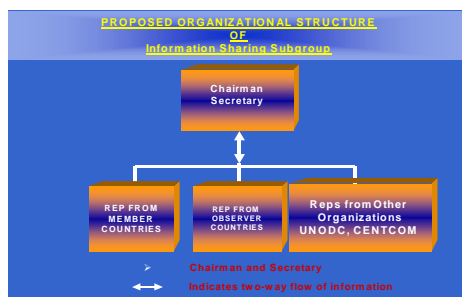 PROPOSED ORGANIZATIONAL STRUCTURE
OF
Information Sharing Subgroup
Chairman
Secretary
REP FROM
MEMBER
COUNTRIES
REP FROM
OBSERVER
COUNTRIES
Reps from Other
Organizations
UNODC, CENTCOM
Chairman and Secretary
Indicates two-way flow of information